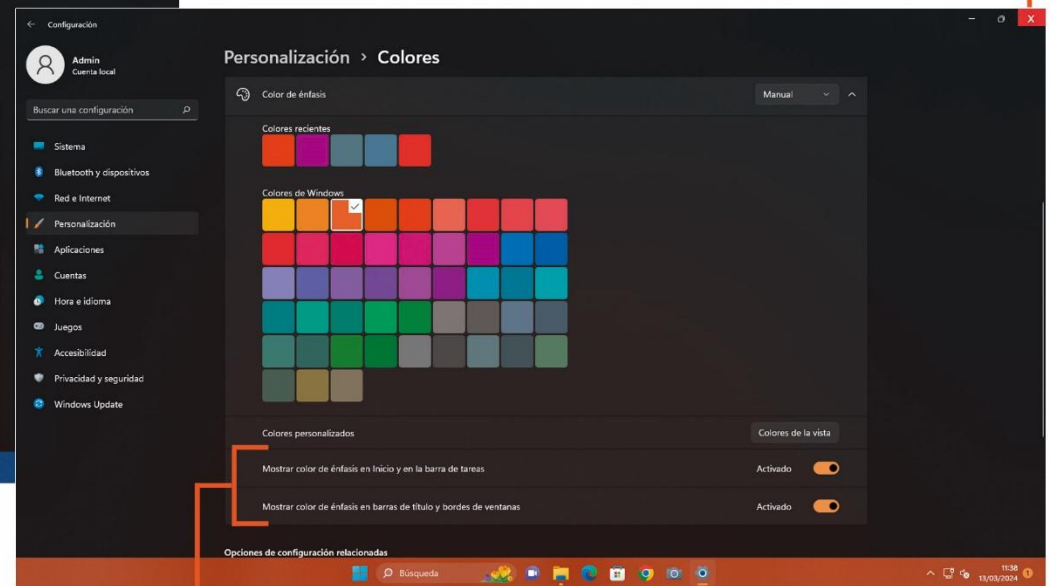 Configuración
Admin
Cuenta local
Buscar una configuración
Sistema
Bluetooth y dispositivos
Red e Internet
Personalización
Aplicaciones
Cuentas
Hora e idioma
Juegos
Accesibilidad
Privacidad y seguridad
Windows Update
Personalización > Colores
Color de énfasis
Manual
Colores recientes
Colores de Windows
Colores personalizados
Colores de la vista
Mostrar color de énfasis en Inicio y en la barra de tareas
Activado
Mostrar color de énfasis en barras de título y bordes de ventanas
Activado
Opciones de configuración relacionadas
Búsqueda
11:38
13/03/2024
1